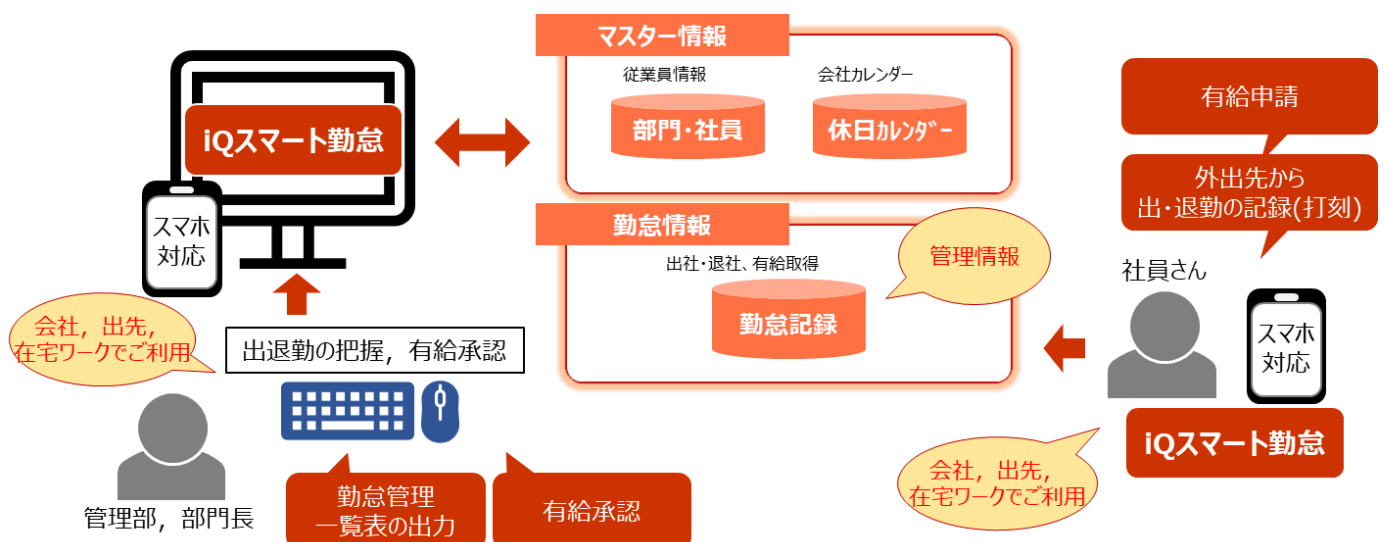 iQスマート勤怠
スマホ
対応
会社，出先，
在宅ワークでご利用
出退勤の把握，有給承認
管理部，部門長
勤怠管理
一覧表の出力
有給承認
マスター情報
従業員情報
会社カレンダー
部門・社員
休日ｶﾚﾝﾀﾞｰ
勤怠情報
出社・退社、有給取得
管理情報
勤怠記録
有給申請
外出先から
出・退勤の記録(打刻)
社員さん
スマホ
対応
iQスマート勤怠
会社，出先，
在宅ワークでご利用